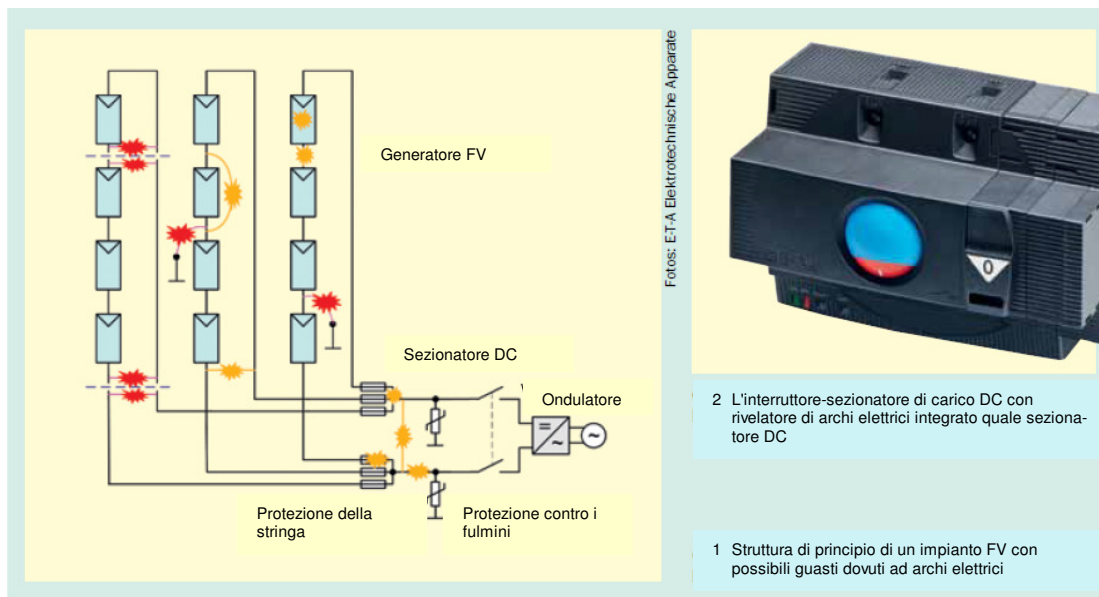 Generatore FV
Sezionatore DC
Ondulatore
Protezione della
stringa
Protezione contro i
fulmini
Fotos: E-T-A Elektrotechnische Apparate
0
2 L'interruttore-sezionatore di carico DC con
rivelatore di archi elettrici integrato quale seziona-
tore DC
1 Struttura di principio di un impianto FV con
possibili guasti dovuti ad archi elettrici